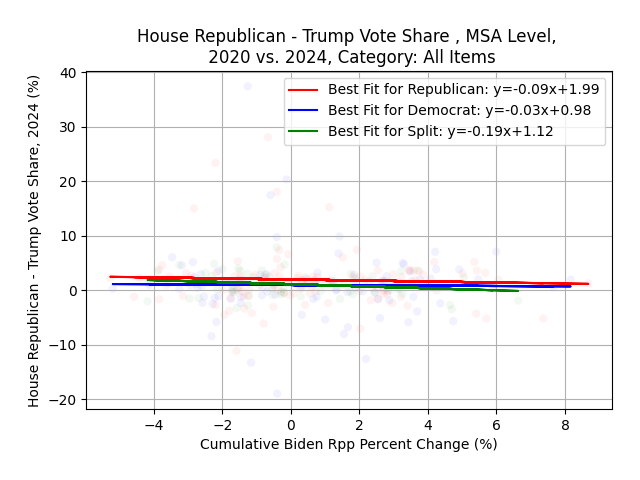 House Republican - Trump Vote Share , MSA Level,
2020 vs. 2024, Category: All Items
House Republican - Trump Vote Share, 2024 (%)
40
30
20
10
0
−10
−20
Best Fit for Republican: y=-0.09x+1.99
Best Fit for Democrat: y=-0.03x+0.98
Best Fit for Split: y=-0.19x+1.12
−4
−2
0
2
4
6
8
Cumulative Biden Rpp Percent Change (%)